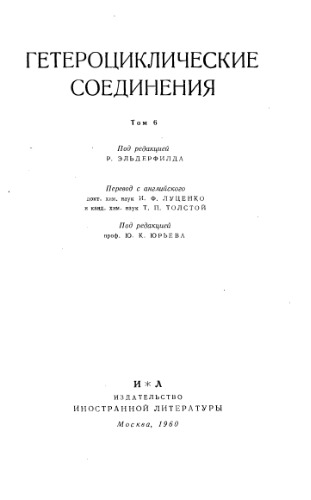 ГЕТЕРОЦИКЛИЧЕСКИЕ
СОЕДИНЕНИЯ
Том 6
Под редакцией
Р. ЭЛЬДЕРФИЛДА
Перевод с английского
докт. хим. наук И. Ф. ЛУЦЕНКО
и канд. хим. наук Т. П. ТОЛСТОЙ
Под редакцией
проф. Ю. К. ЮРЬЕВА
И * Л
ИЗДАТЕЛЬСТВО
ИНОСТРАННОЙ ЛИТЕРАТУРЫ
Москва, 1960